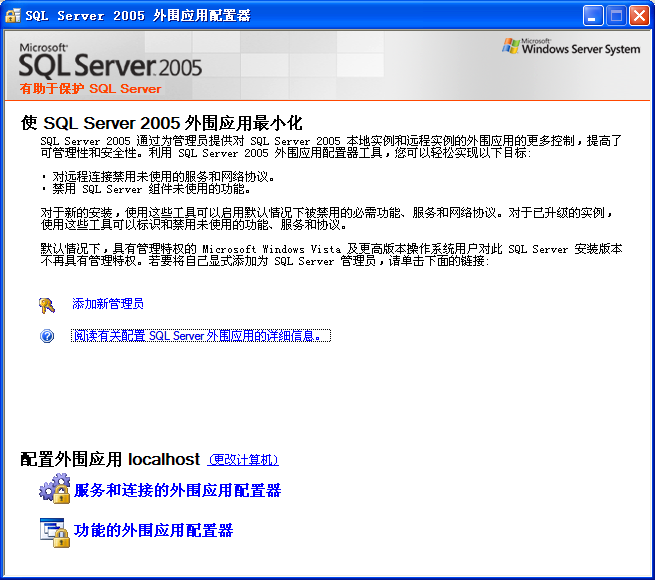 SQL Server 2005 外围应用配置器
Microsoft
SQL Server 2005
Microsoft
Windows Server System
有助于保护 SQL Server
使 SQL Server 2005 外围应用最小化
SQL Server 2005 通过为管理员提供对 SQL Server 2005 本地实例和远程实例的外围应用的更多控制，提高了
可管理性和安全性。利用 SQL Server 2005 外围应用配置器工具，您可以轻松实现以下目标:
· 对远程连接禁用未使用的服务和网络协议。
· 禁用 SQL Server 组件未使用的功能。
对于新的安装，使用这些工具可以启用默认情况下被禁用的必需功能、服务和网络协议。对于已升级的实例，
使用这些工具可以标识和禁用未使用的功能、服务和协议。
默认情况下，具有管理特权的 Microsoft Windows Vista 及更高版本操作系统用户对此 SQL Server 安装版本
不再具有管理特权。若要将自己显式添加为 SQL Server 管理员，请单击下面的链接:
添加新管理员
阅读有关配置 SQL Server 外围应用的详细信息。
配置外围应用 localhost (更改计算机)
服务和连接的外围应用配置器
功能的外围应用配置器